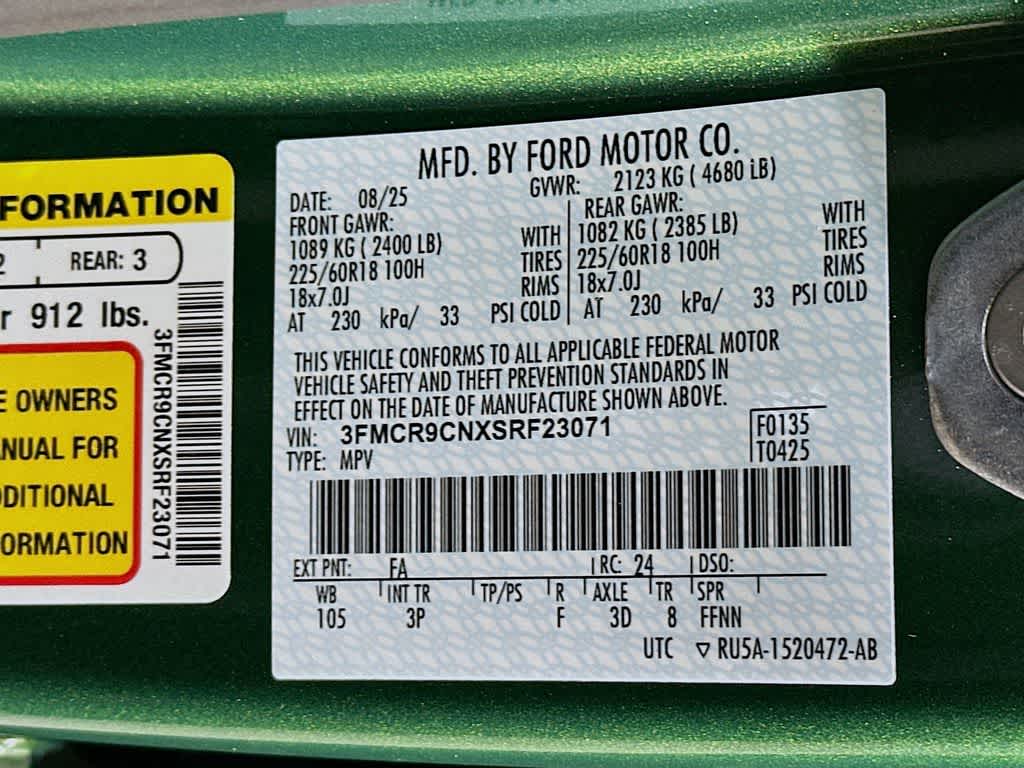 FORMATION
2
REAR: 3
r 912 lbs.
E OWNERS
NUAL FOR
DDITIONAL
ORMATION
3FMCR9CNXSRF23071
MFD. BY FORD MOTOR CO.
DATE: 08/25
GVWR: 2123 KG ( 4680 lB)
FRONT GAWR:
1089 KG ( 2400 LB)
225/60R18 100H
18x7.0J
WITH
TIRES
RIMS
AT 230 kPa/ 33 PSI COLD
REAR GAWR:
1082 KG ( 2385 LB)
225/60R18 100H
18x7.0J
WITH
TIRES
RIMS
AT 230 kPa/ 33 PSI COLD
THIS VEHICLE CONFORMS TO ALL APPLICABLE FEDERAL MOTOR
VEHICLE SAFETY AND THEFT PREVENTION STANDARDS IN
EFFECT ON THE DATE OF MANUFACTURE SHOWN ABOVE.
VIN: 3FMCR9CNXSRF23071
TYPE: MPV
F0135
T0425
EXT PNT: FA RC: 24 DSO:
WB INT TR TP/PS R AXLE TR SPR
105 3P F 3D 8 FFNN
UTC ▽ RU5A-1520472-AB